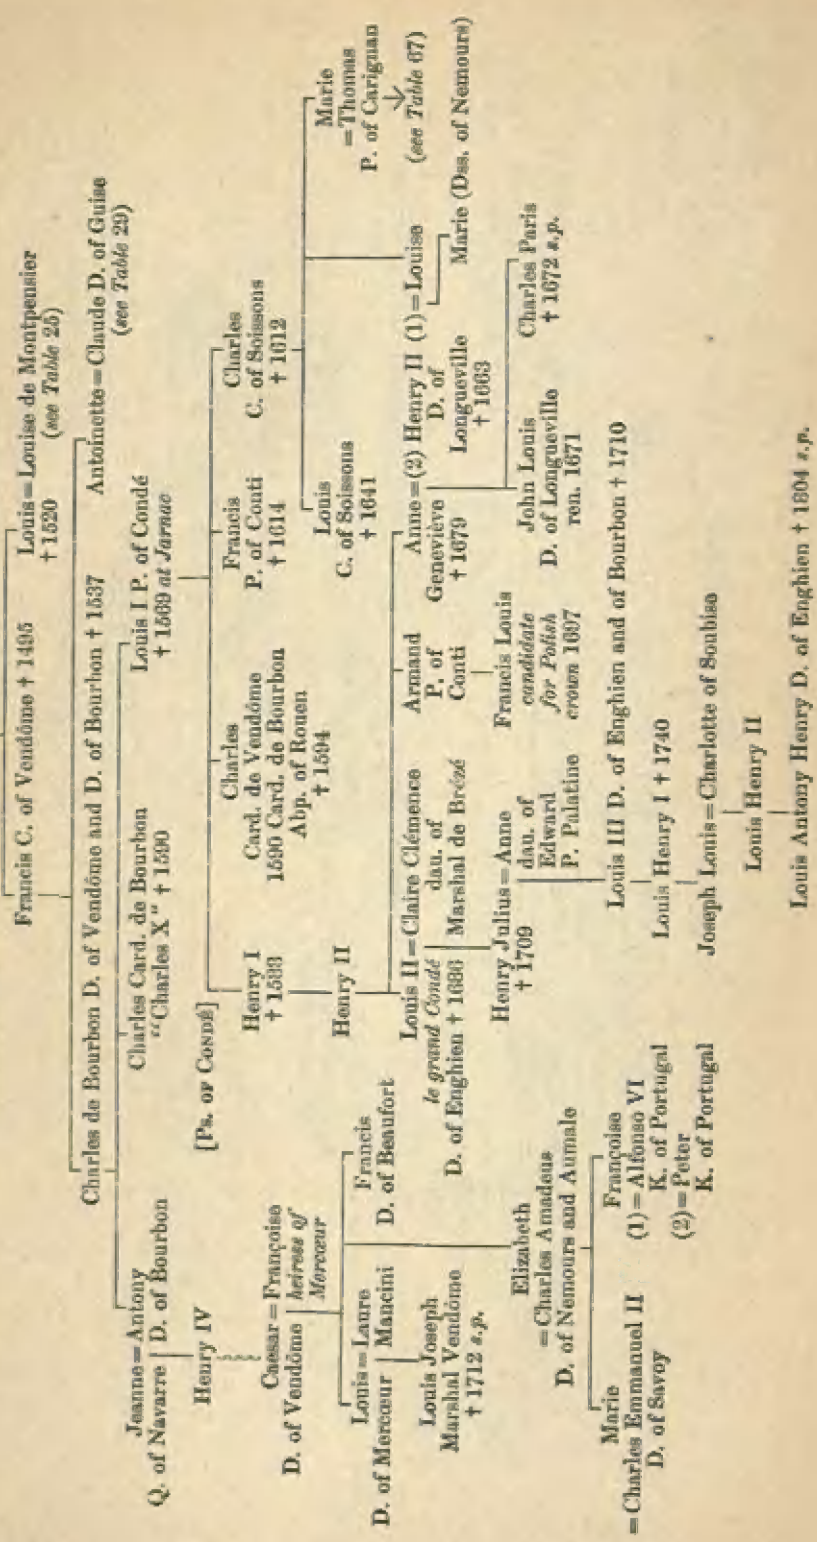 Francis C. of Vendôme † 1495
Louis = Louise de Montpensier
† 1520 (see Table 25)
Charles de Bourbon D. of Vendôme and D. of Bourbon † 1537
Antoinette = Claude D. of Guise
(see Table 29)
Jeanne = Antony
Q. of Navarre D. of Bourbon
Charles Card. de Bourbon
"Charles X" † 1590
Louis I P. of Condé
† 1569 at Jarnac
Henry IV
[Ps. of Condé]
Henry I
† 1588
Charles
Card. de Vendôme
1590 Card. de Bourbon
Abp. of Rouen
† 1594
Francis
P. of Conti
† 1614
Charles
C. of Soissons
† 1612
Caesar = Françoise
D. of Vendôme heiress of
Mercœur
Henry II
Louis
C. of Soissons
† 1641
Marie
= Thomas
P. of Carignan
(see Table 67)
Louis = Laure
D. of Mercœur Mancini
Francis
D. of Beaufort
Louis II = Claire Clémence
le grand Condé dau. of
D. of Enghien † 1686 Marshal de Brézé
Armand
P. of
Conti
Anne = (2) Henry II (1) = Louise
Geneviève D. of
† 1679 Longueville
† 1663
Marie (Dss. of Nemours)
Louis Joseph
Marshal Vendôme
† 1712 s.p.
Henry Julius = Anne
† 1709 dau. of
Edward
P. Palatine
Francis Louis
candidate
for Polish
crown 1697
John Louis
D. of Longueville
ren. 1671
Charles Paris
† 1672 s.p.
Elizabeth
= Charles Amadeus
D. of Nemours and Aumale
Louis III D. of Enghien and of Bourbon † 1710
Marie
= Charles Emmanuel II
D. of Savoy
Françoise
(1) = Alfonso VI
K. of Portugal
(2) = Peter
K. of Portugal
Louis Henry I † 1740
Joseph Louis = Charlotte of Soubise
Louis Henry II
Louis Antony Henry D. of Enghien † 1804 s.p.